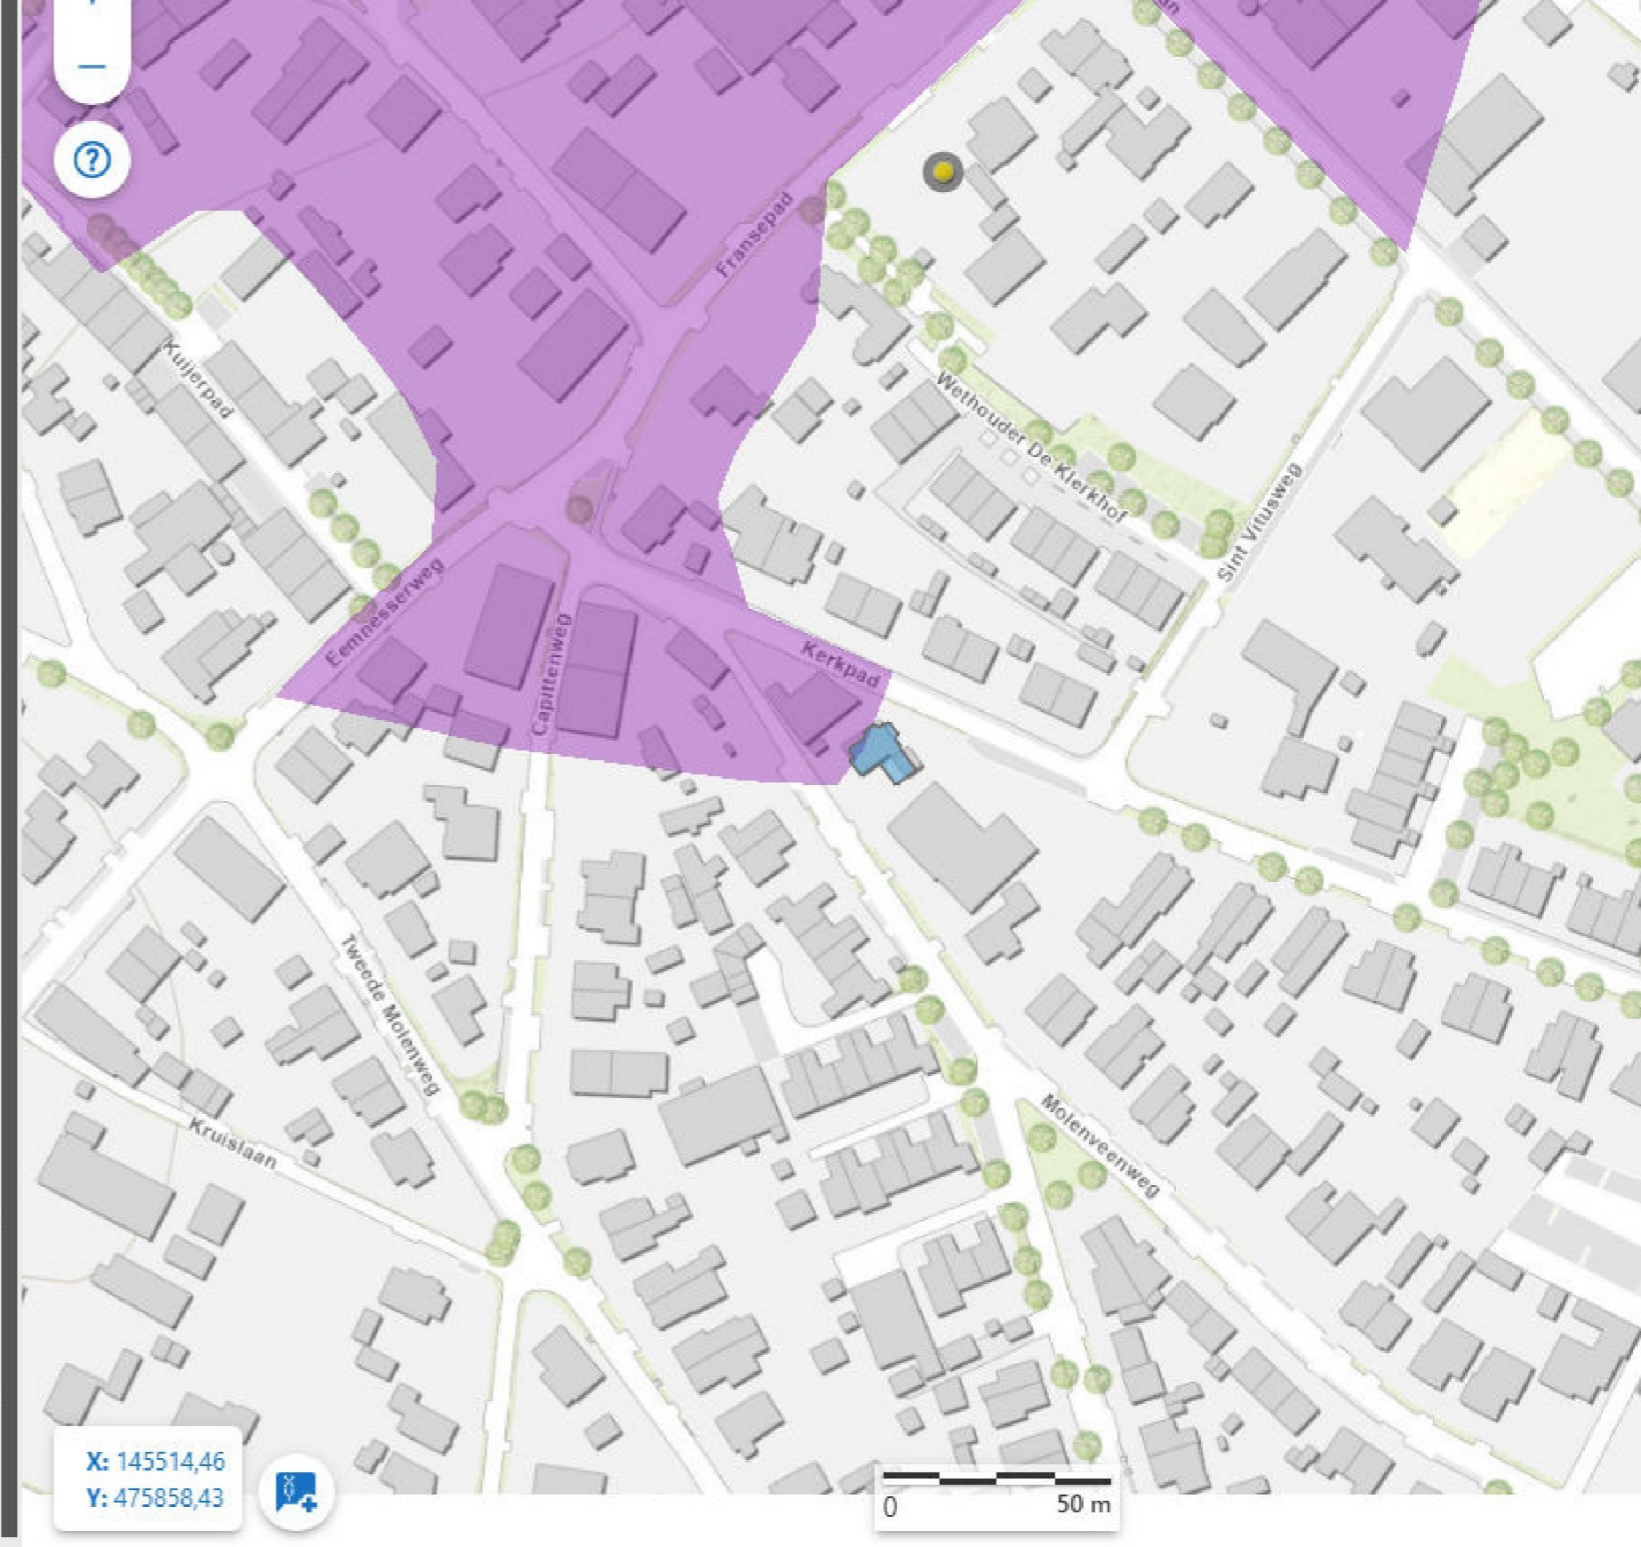 −
?
Fransepad
Kuijerpad
Wethouder De Klerkhof
Sint Vitusweg
Eemnesserweg
Capittenweg
Kerkpad
Tweede Molenweg
Kruislaan
Molenveenweg
X: 145514,46
Y: 475858,43
0 50 m